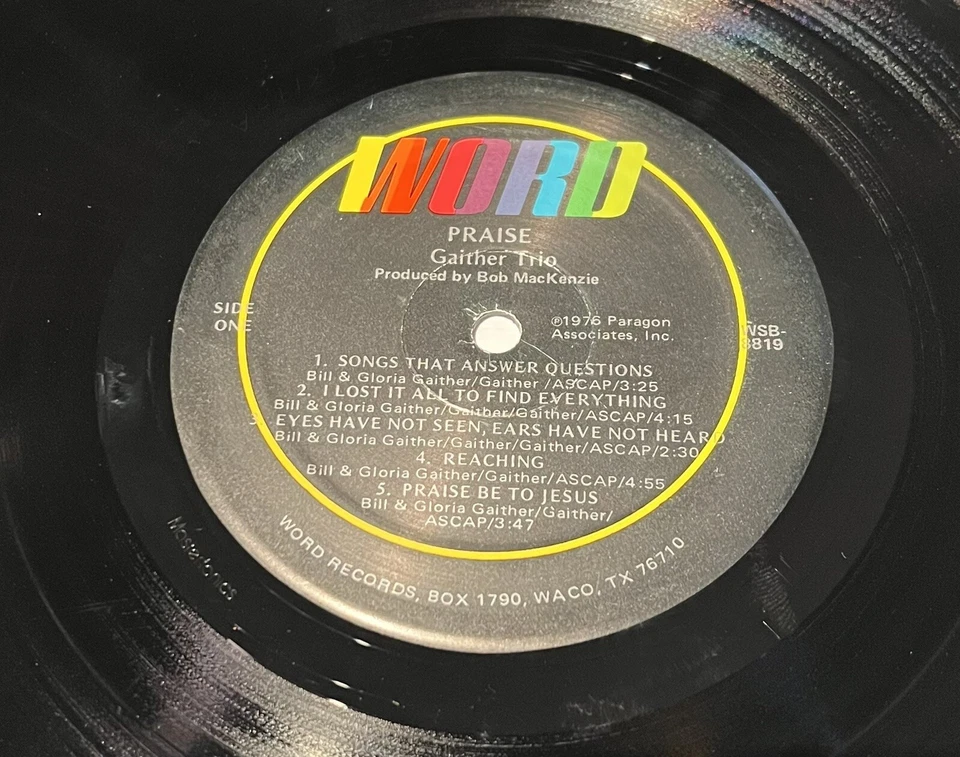 WORD
PRAISE
Gaither Trio
Produced by Bob MacKenzie
SIDE
ONE
℗1976 Paragon
Associates, Inc.
WSB-
8819
1. SONGS THAT ANSWER QUESTIONS
Bill & Gloria Gaither/Gaither /ASCAP/3:25
2. I LOST IT ALL TO FIND EVERYTHING
Bill & Gloria Gaither/Gaither/Gaither/ASCAP/4:15
3. EYES HAVE NOT SEEN, EARS HAVE NOT HEARD
Bill & Gloria Gaither/Gaither/Gaither/ASCAP/2:30
4. REACHING
Bill & Gloria Gaither/Gaither/ASCAP/4:55
5. PRAISE BE TO JESUS
Bill & Gloria Gaither/Gaither/
ASCAP/3:47
WORD RECORDS, BOX 1790, WACO, TX 76710
Mastertonics